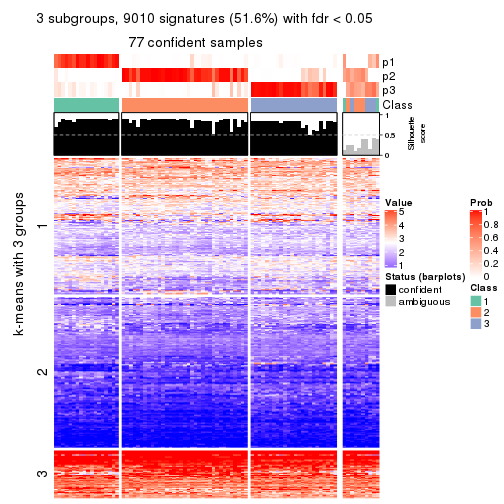 3 subgroups, 9010 signatures (51.6%) with fdr < 0.05
77 confident samples
p1
p2
p3
Class
1
0.5
0
Silhouette
score
k-means with 3 groups
1
2
3
Value
5
4
3
2
1
Status (barplots)
confident
ambiguous
Prob
1
0.8
0.6
0.4
0.2
0
Class
1
2
3